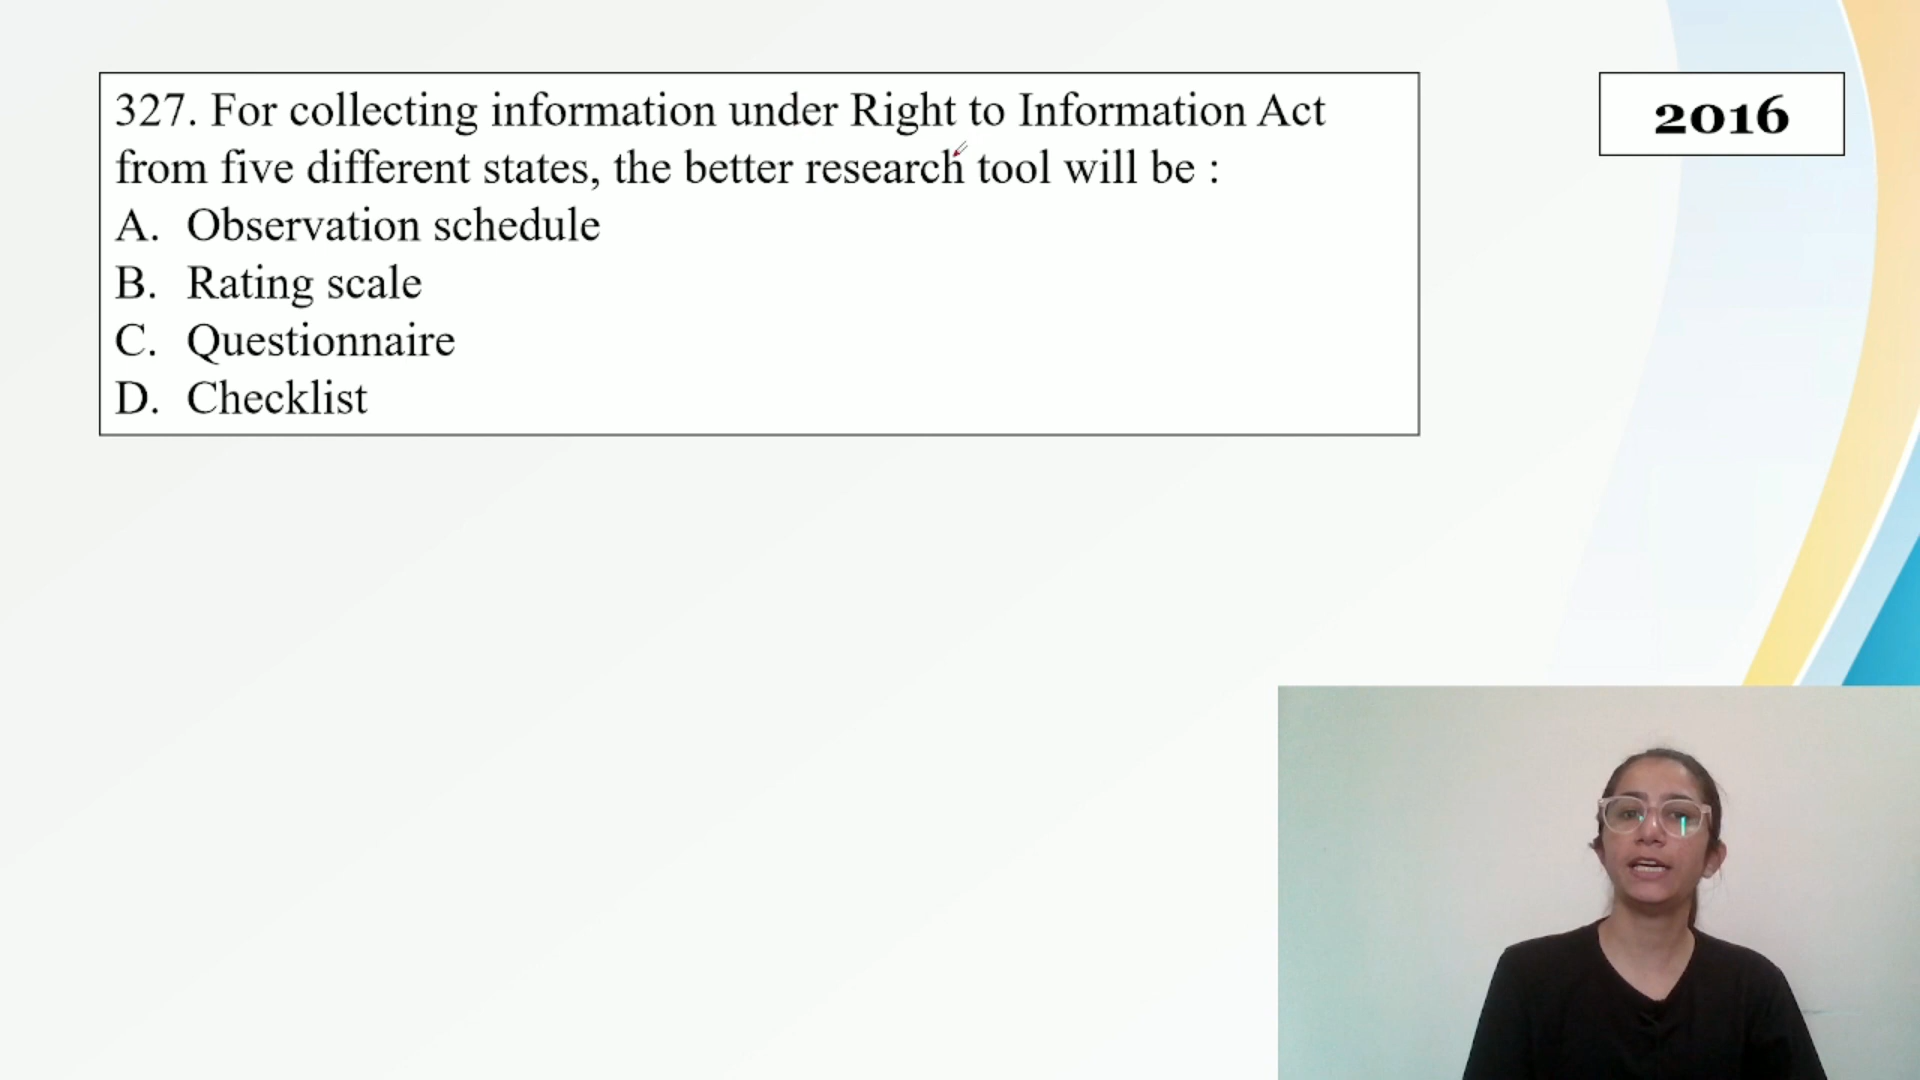 327. For collecting information under Right to Information Act
from five different states, the better research tool will be :
A. Observation schedule
B. Rating scale
C. Questionnaire
D. Checklist
2016